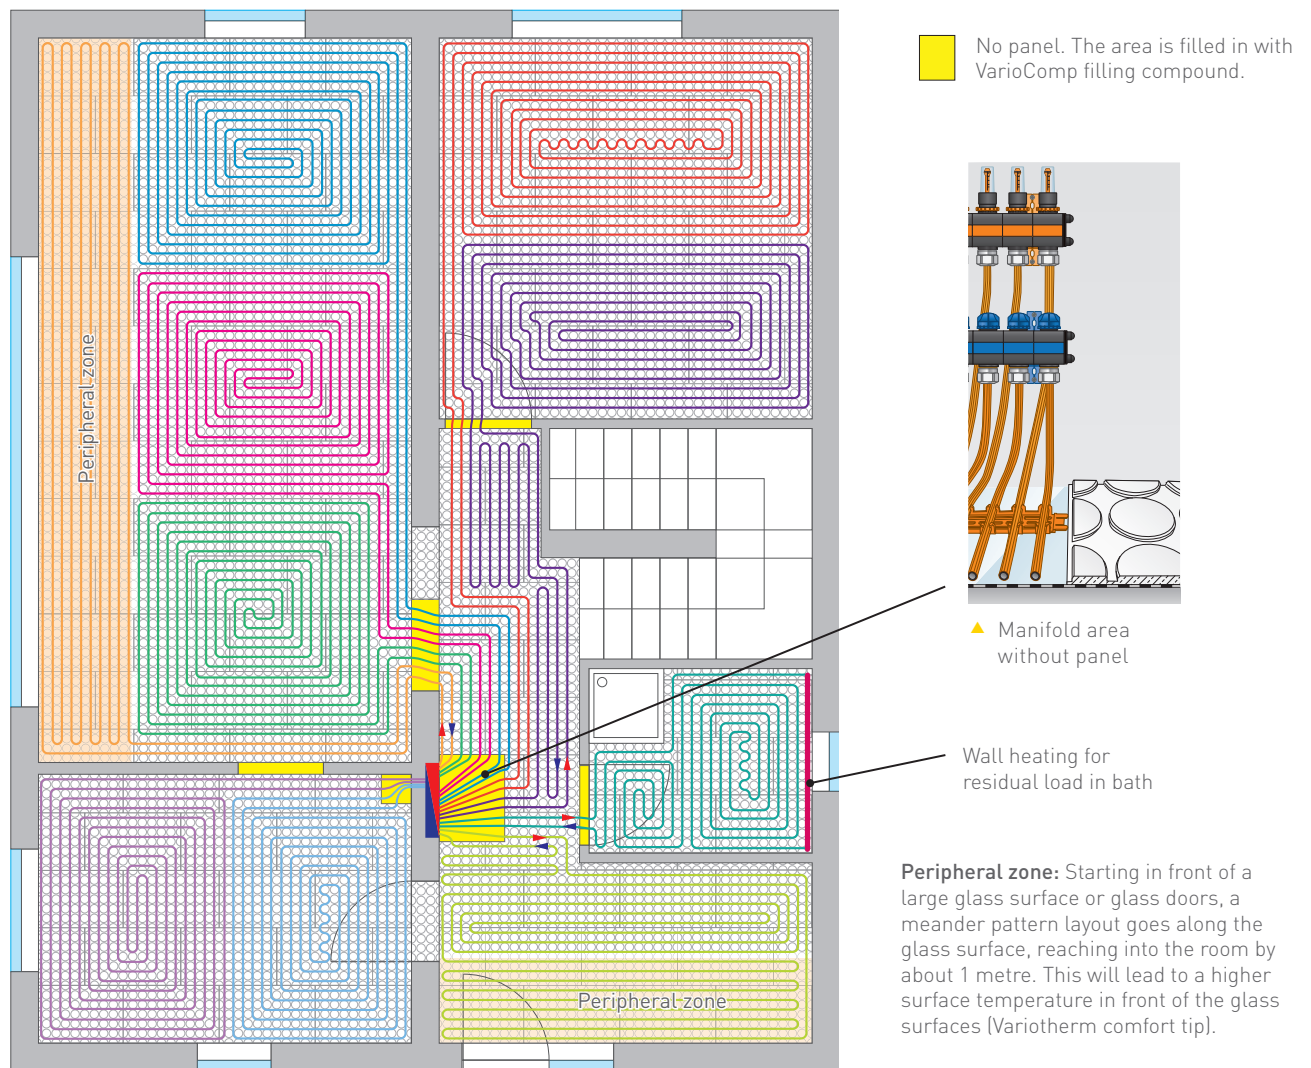 No panel. The area is filled in with
VarioComp filling compound.
Peripheral zone
Manifold area
without panel
Wall heating for
residual load in bath
Peripheral zone: Starting in front of a
large glass surface or glass doors, a
meander pattern layout goes along the
glass surface, reaching into the room by
about 1 metre. This will lead to a higher
surface temperature in front of the glass
surfaces (Variotherm comfort tip).
Peripheral zone